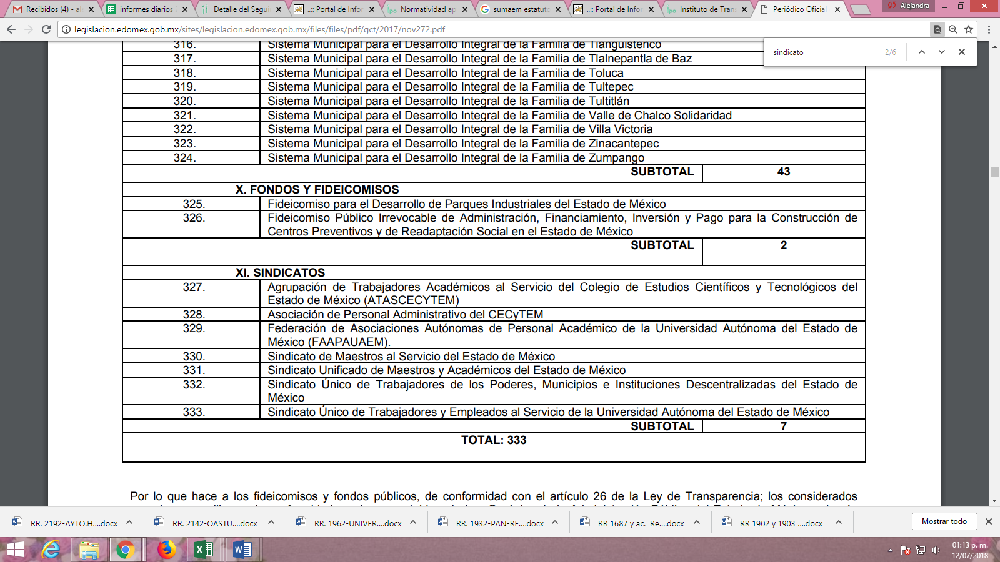 Recibidos (4) - al
informes diarios
Detalle del Segui
..:: Portal de Infor
Normatividad ap
sumaem estatuto
..:: Portal de Infor
Instituto de Trans
Periódico Oficial
Alejandra
legislacion.edomex.gob.mx/sites/legislacion.edomex.gob.mx/files/files/pdf/gct/2017/nov272.pdf
sindicato 2/6
316. Sistema Municipal para el Desarrollo Integral de la Familia de Tianguistenco
317. Sistema Municipal para el Desarrollo Integral de la Familia de Tlalnepantla de Baz
318. Sistema Municipal para el Desarrollo Integral de la Familia de Toluca
319. Sistema Municipal para el Desarrollo Integral de la Familia de Tultepec
320. Sistema Municipal para el Desarrollo Integral de la Familia de Tultitlán
321. Sistema Municipal para el Desarrollo Integral de la Familia de Valle de Chalco Solidaridad
322. Sistema Municipal para el Desarrollo Integral de la Familia de Villa Victoria
323. Sistema Municipal para el Desarrollo Integral de la Familia de Zinacantepec
324. Sistema Municipal para el Desarrollo Integral de la Familia de Zumpango
SUBTOTAL 43
X. FONDOS Y FIDEICOMISOS
325. Fideicomiso para el Desarrollo de Parques Industriales del Estado de México
326. Fideicomiso Público Irrevocable de Administración, Financiamiento, Inversión y Pago para la Construcción de
Centros Preventivos y de Readaptación Social en el Estado de México
SUBTOTAL 2
XI. SINDICATOS
327. Agrupación de Trabajadores Académicos al Servicio del Colegio de Estudios Científicos y Tecnológicos del
Estado de México (ATASCECYTEM)
328. Asociación de Personal Administrativo del CECyTEM
329. Federación de Asociaciones Autónomas de Personal Académico de la Universidad Autónoma del Estado de
México (FAAPAUAEM).
330. Sindicato de Maestros al Servicio del Estado de México
331. Sindicato Unificado de Maestros y Académicos del Estado de México
332. Sindicato Único de Trabajadores de los Poderes, Municipios e Instituciones Descentralizadas del Estado de
México
333. Sindicato Único de Trabajadores y Empleados al Servicio de la Universidad Autónoma del Estado de México
SUBTOTAL 7
TOTAL: 333
Por lo que hace a los fideicomisos y fondos públicos, de conformidad con el artículo 26 de la Ley de Transparencia; los considerados
RR. 2192-AYTO.H....docx
RR. 2142-OASTU....docx
RR. 1962-UNIVER....docx
RR. 1932-PAN-RE....docx
RR 1687 y ac. Re....docx
RR 1902 y 1903 ....docx
Mostrar todo
01:13 p. m.
12/07/2018